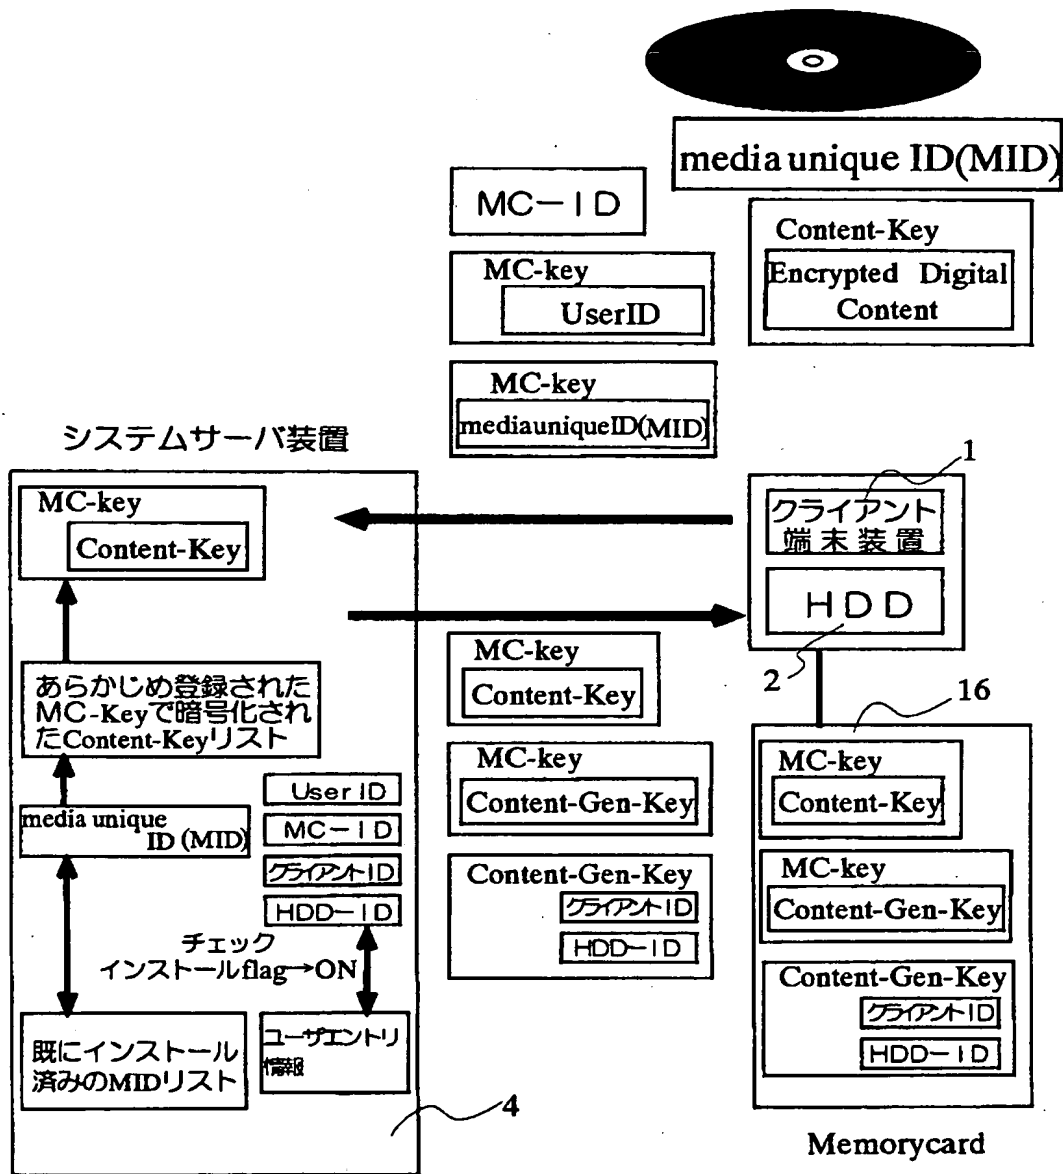 media unique ID(MID)
MC-ID
Content-Key
Encrypted Digital
Content
MC-key
UserID
MC-key
mediauniqueID(MID)
システムサーバ装置
MC-key
Content-Key
1
クライアント
端末装置
HDD
2
あらかじめ登録された
MC-Keyで暗号化され
たContent-Keyリスト
MC-key
Content-Key
16
MC-key
Content-Gen-Key
MC-key
Content-Key
User ID
media unique
ID (MID)
MC-ID
クライアントID
HDD-ID
Content-Gen-Key
クライアントID
HDD-ID
MC-key
Content-Gen-Key
チェック
インストールflag→ON
Content-Gen-Key
クライアントID
HDD-ID
既にインストール
済みのMIDリスト
ユーザエントリ
情報
4
Memorycard